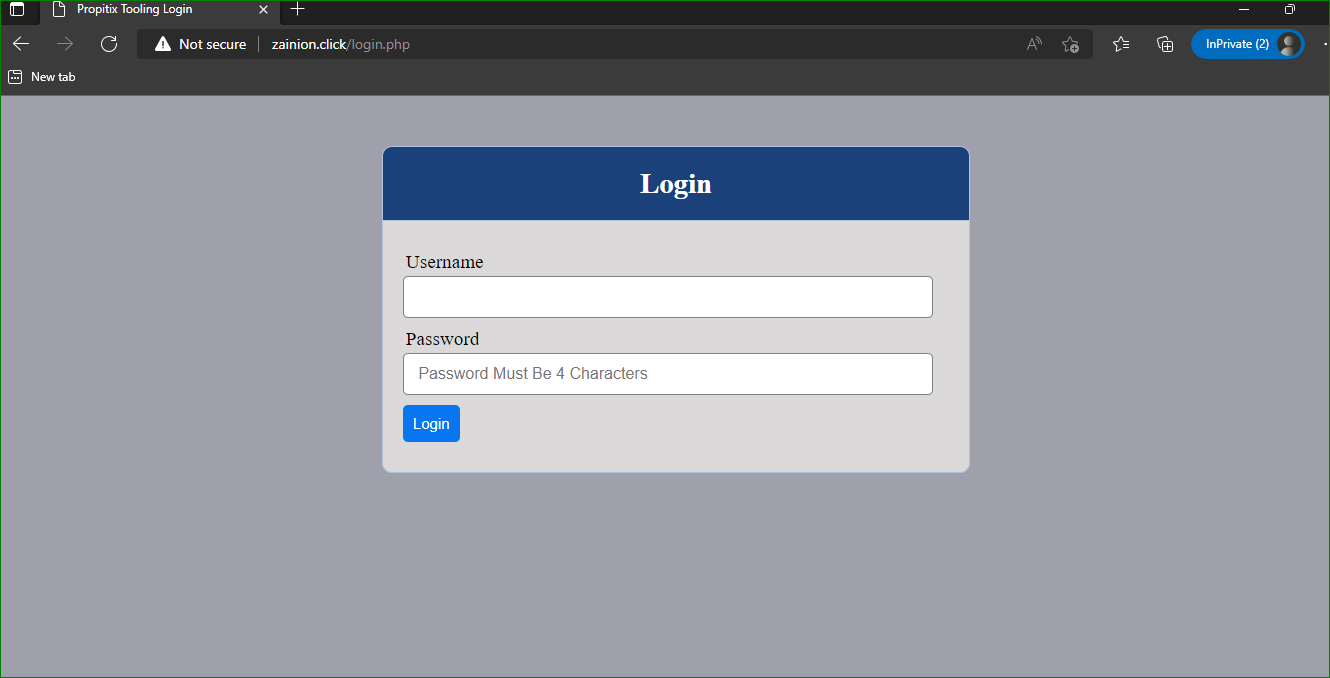 Propitix Tooling Login
Not secure zainion.click/login.php InPrivate (2)
New tab
Login
Username
Password
Password Must Be 4 Characters
Login